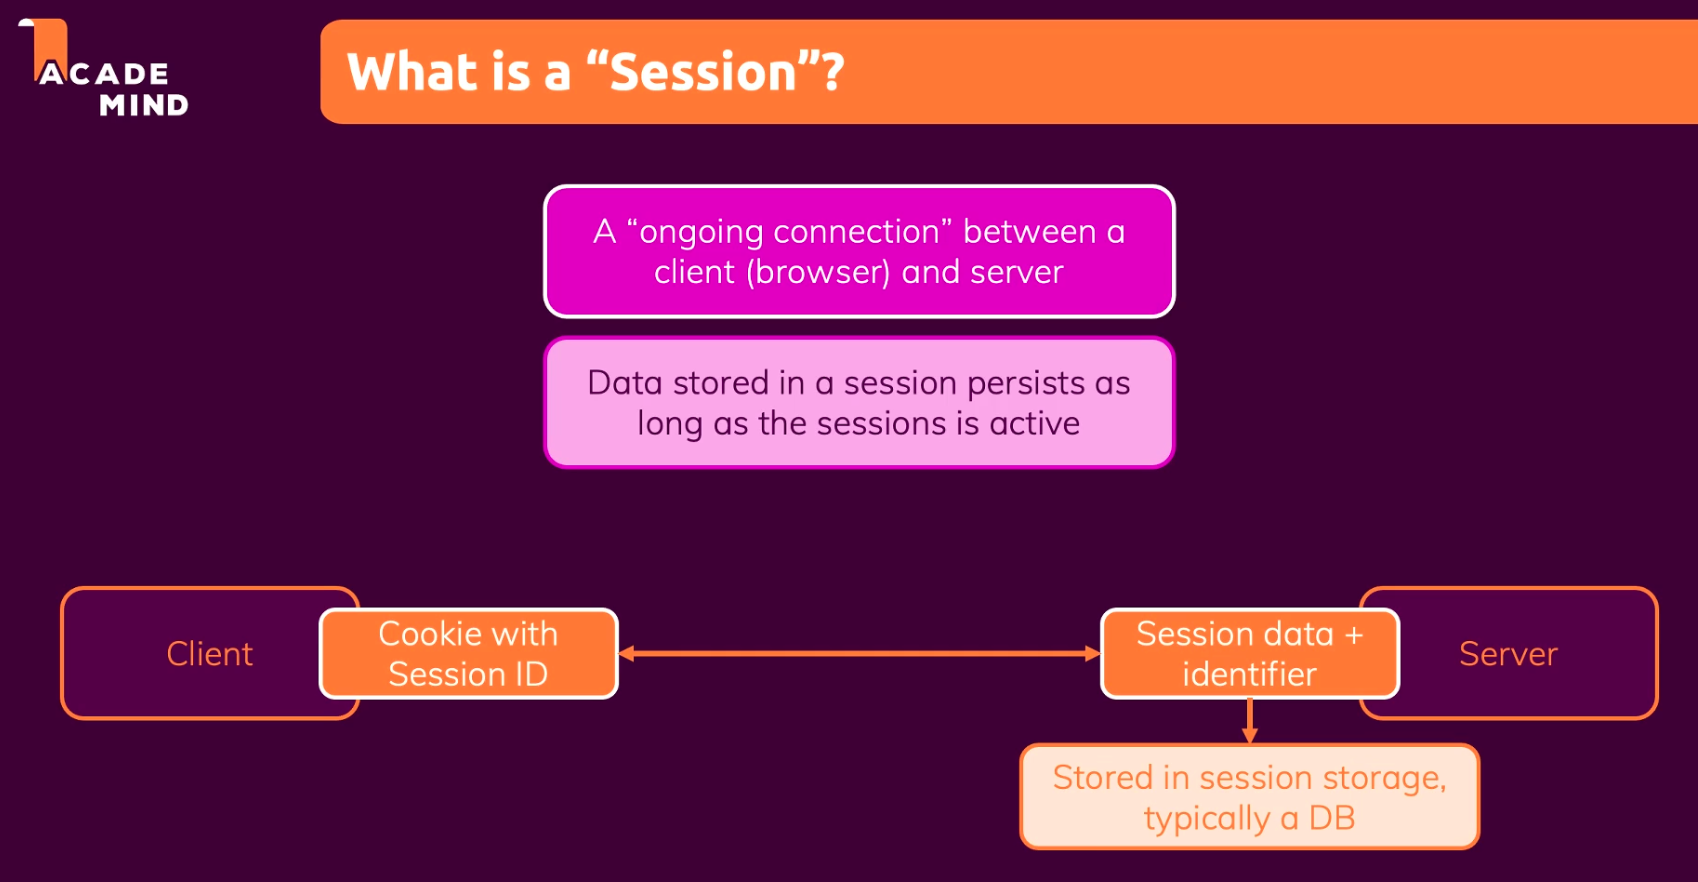 ACADE
MIND
What is a “Session”?
A “ongoing connection” between a
client (browser) and server
Data stored in a session persists as
long as the sessions is active
Client
Cookie with
Session ID
Session data +
identifier
Server
Stored in session storage,
typically a DB